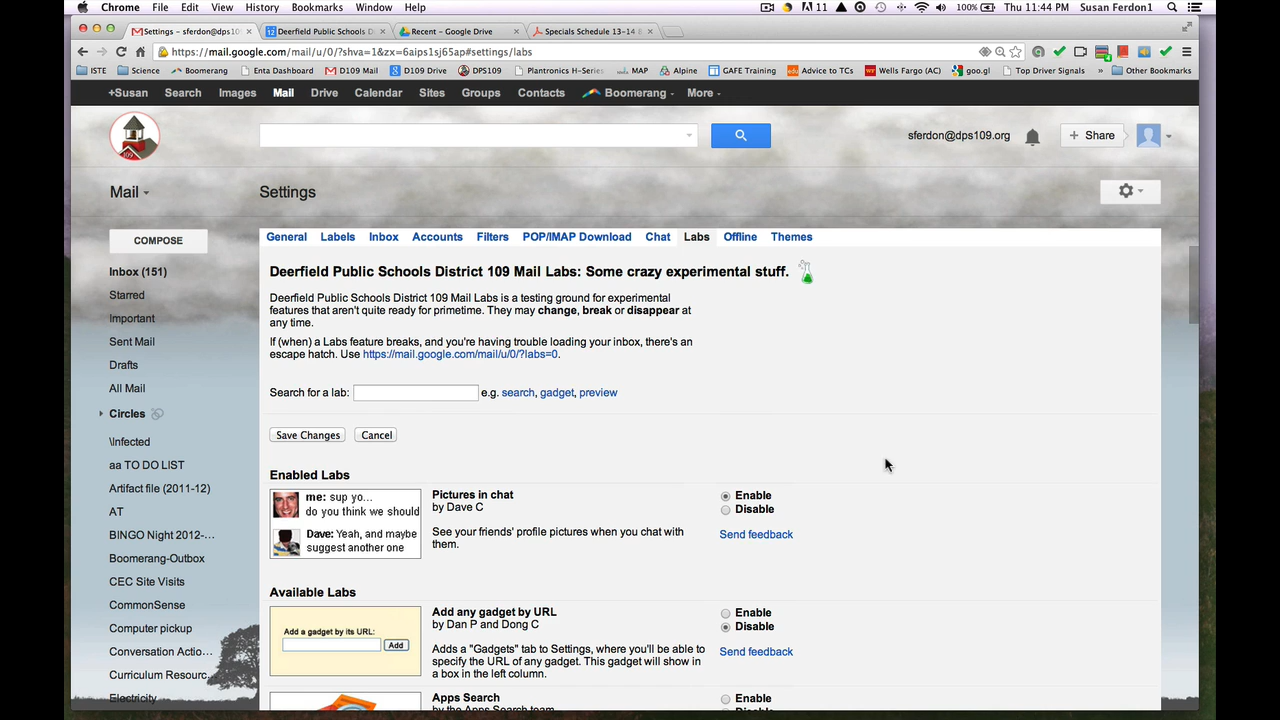 Chrome File Edit View History Bookmarks Window Help 11 100% Thu 11:44 PM Susan Ferdon1
Settings – sferdon@dps109 × Deerfield Public Schools D × Recent – Google Drive × Specials Schedule 13–14 8 ×
https://mail.google.com/mail/u/0/?shva=1&zx=6aips1sj65ap#settings/labs
ISTE Science Boomerang Enta Dashboard D109 Mail D109 Drive DPS109 Plantronics H–Series MAP Alpine GAFE Training Advice to TCs Wells Fargo (AC) goo.gl Top Driver Signals » Other Bookmarks
+Susan Search Images Mail Drive Calendar Sites Groups Contacts Boomerang More
109
sferdon@dps109.org + Share
Mail Settings
COMPOSE
General Labels Inbox Accounts Filters POP/IMAP Download Chat Labs Offline Themes
Inbox (151)
Starred
Important
Sent Mail
Drafts
All Mail
Circles
\Infected
aa TO DO LIST
Artifact file (2011-12)
AT
BINGO Night 2012-...
Boomerang-Outbox
CEC Site Visits
CommonSense
Computer pickup
Conversation Actio...
Curriculum Resourc...
Electricity
Deerfield Public Schools District 109 Mail Labs: Some crazy experimental stuff.
Deerfield Public Schools District 109 Mail Labs is a testing ground for experimental
features that aren't quite ready for primetime. They may change, break or disappear at
any time.
If (when) a Labs feature breaks, and you're having trouble loading your inbox, there's an
escape hatch. Use https://mail.google.com/mail/u/0/?labs=0.
Search for a lab: e.g. search, gadget, preview
Save Changes Cancel
Enabled Labs
me: sup yo...
do you think we should
Dave: Yeah, and maybe
suggest another one
Pictures in chat
by Dave C
See your friends' profile pictures when you chat with
them.
Enable
Disable
Send feedback
Available Labs
Add a gadget by its URL:
Add
Add any gadget by URL
by Dan P and Dong C
Adds a "Gadgets" tab to Settings, where you'll be able to
specify the URL of any gadget. This gadget will show in
a box in the left column.
Enable
Disable
Send feedback
Apps Search
by the Apps Search team
Enable
Disable